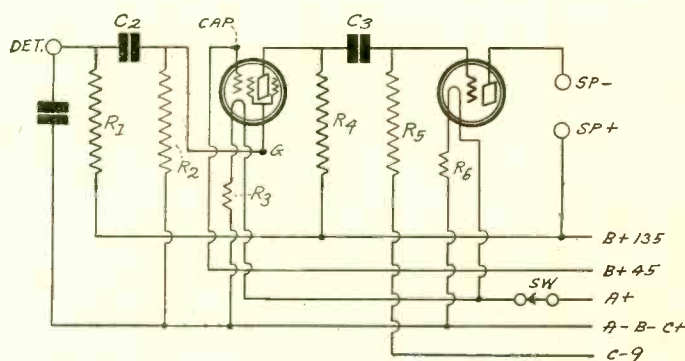 DET.
C2
CAP.
C3
R1
R2
R3
G
R4
R5
R6
SP-
SP+
B+135
B+45
SW
A+
A-B-C+
C-9